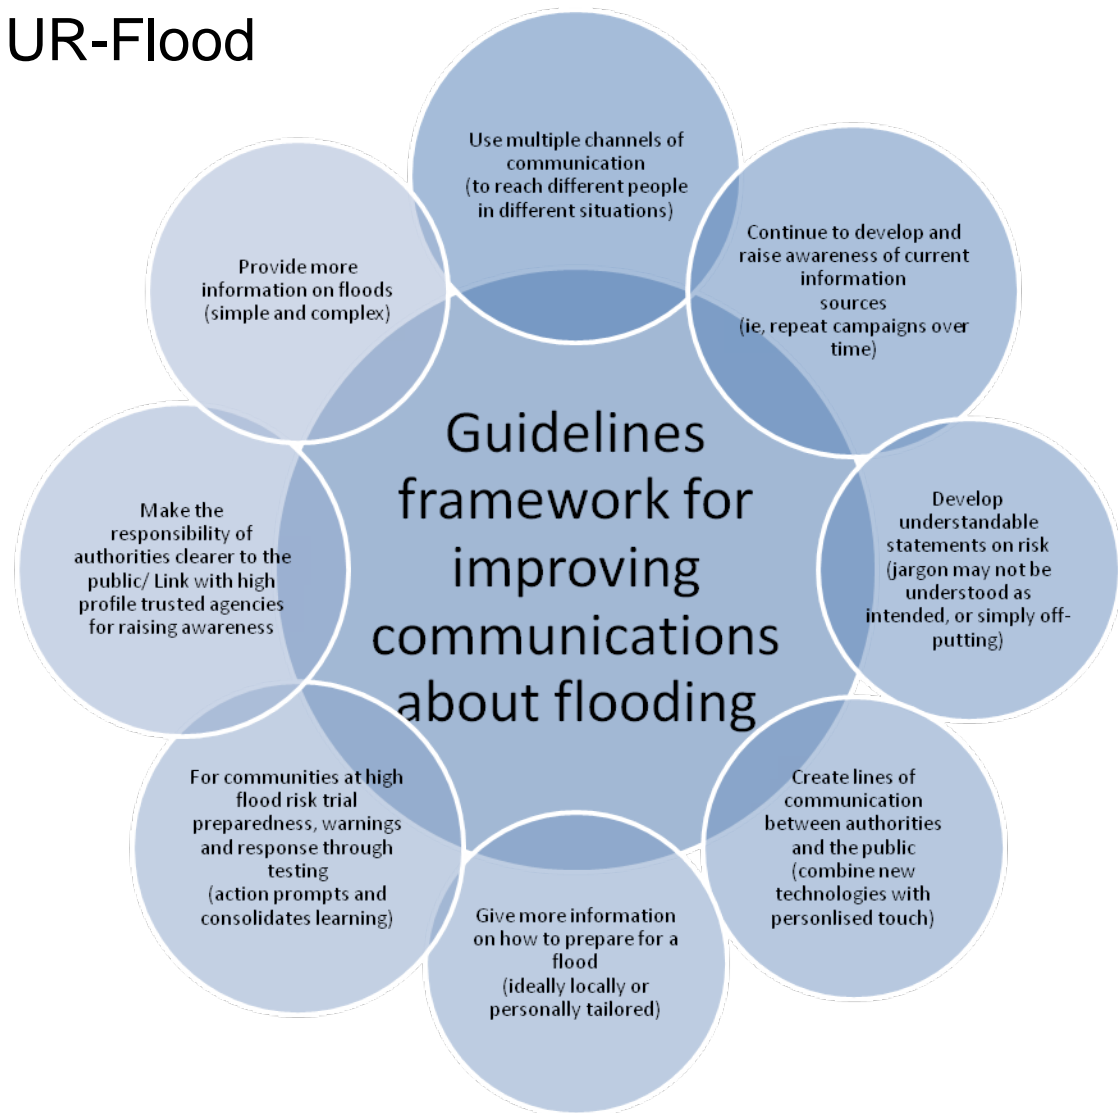 UR-Flood
Use multiple channels of
communication
(to reach different people
in different situations)
Continue to develop and
raise awareness of current
information
sources
(ie, repeat campaigns over
time)
Develop
understandable
statements on risk
(jargon may not be
understood as
intended, or simply off-
putting)
Create lines of
communication
between authorities
and the public
(combine new
technologies with
personlised touch)
Give more information
on how to prepare for a
flood
(ideally locally or
personally tailored)
For communities at high
flood risk trial
preparedness, warnings
and response through
testing
(action prompts and
consolidates learning)
Make the
responsibility of
authorities clearer to the
public/ Link with high
profile trusted agencies
for raising awareness
Provide more
information on floods
(simple and complex)
Guidelines
framework for
improving
communications
about flooding